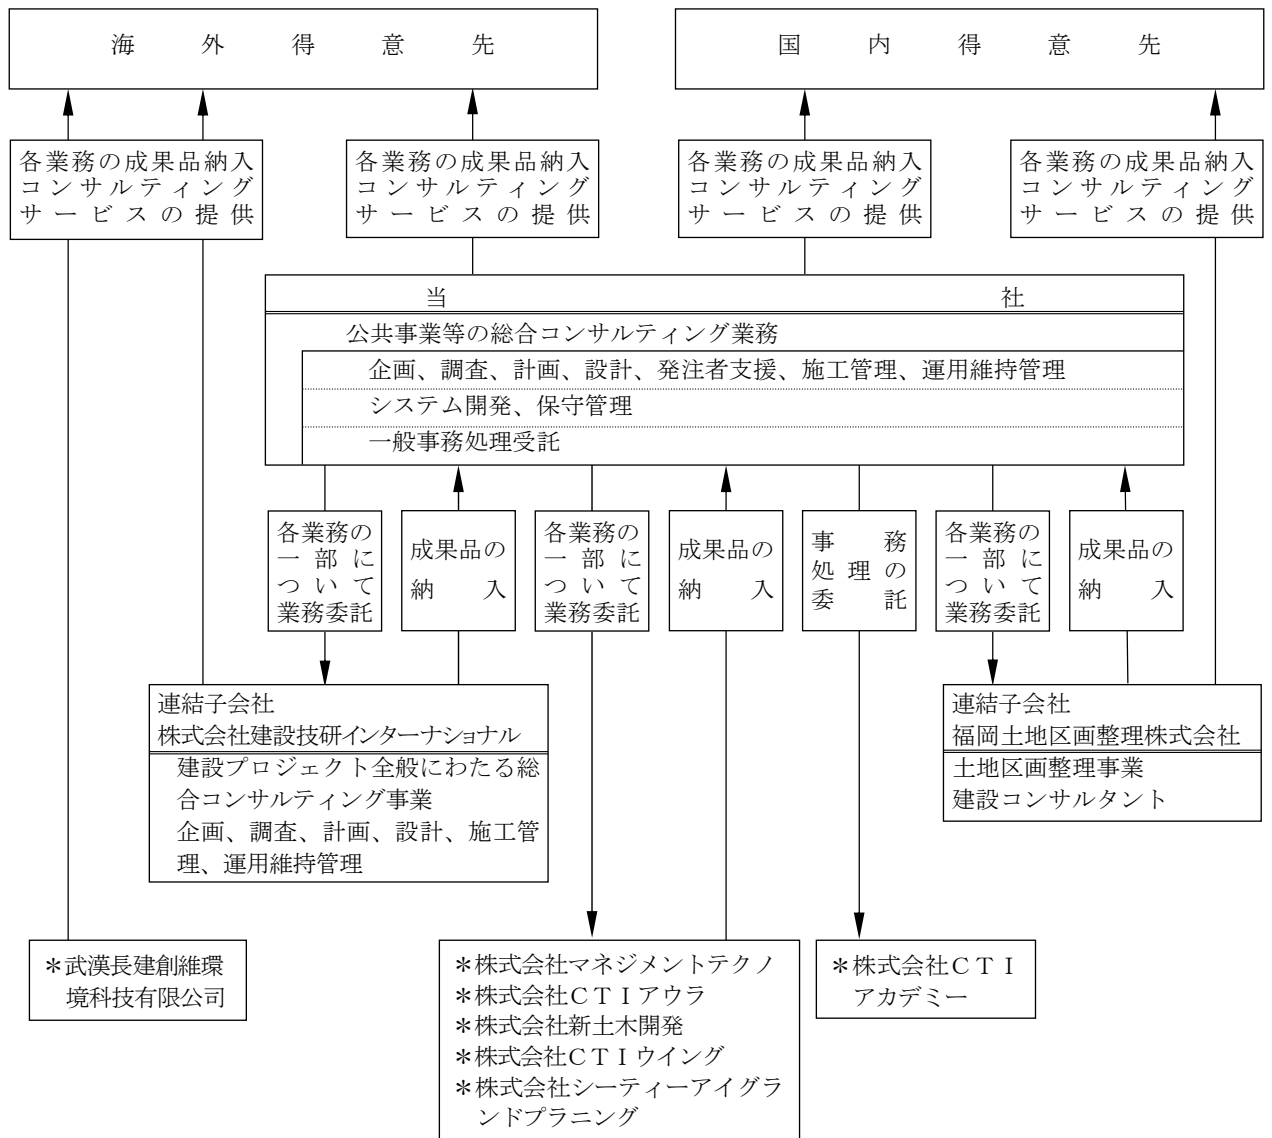 海外得意先
国内得意先
各業務の成果品納入
コンサルティング
サービスの提供
各業務の成果品納入
コンサルティング
サービスの提供
各業務の成果品納入
コンサルティング
サービスの提供
各業務の成果品納入
コンサルティング
サービスの提供
当社
公共事業等の総合コンサルティング業務
企画、調査、計画、設計、発注者支援、施工管理、運用維持管理
システム開発、保守管理
一般事務処理受託
各業務の
一部に
ついて
業務委託
成果品の
納入
各業務の
一部に
ついて
業務委託
成果品の
納入
事務
処理の
委託
各業務の
一部に
ついて
業務委託
成果品の
納入
連結子会社
株式会社建設技研インターナショナル
建設プロジェクト全般にわたる総
合コンサルティング事業
企画、調査、計画、設計、施工管
理、運用維持管理
連結子会社
福岡土地区画整理株式会社
土地区画整理事業
建設コンサルタント
＊武漢長建創維環
境科技有限公司
＊株式会社マネジメントテクノ
＊株式会社ＣＴＩアウラ
＊株式会社新土木開発
＊株式会社ＣＴＩウイング
＊株式会社シーティーアイグラ
ンドプラニング
＊株式会社ＣＴＩ
アカデミー